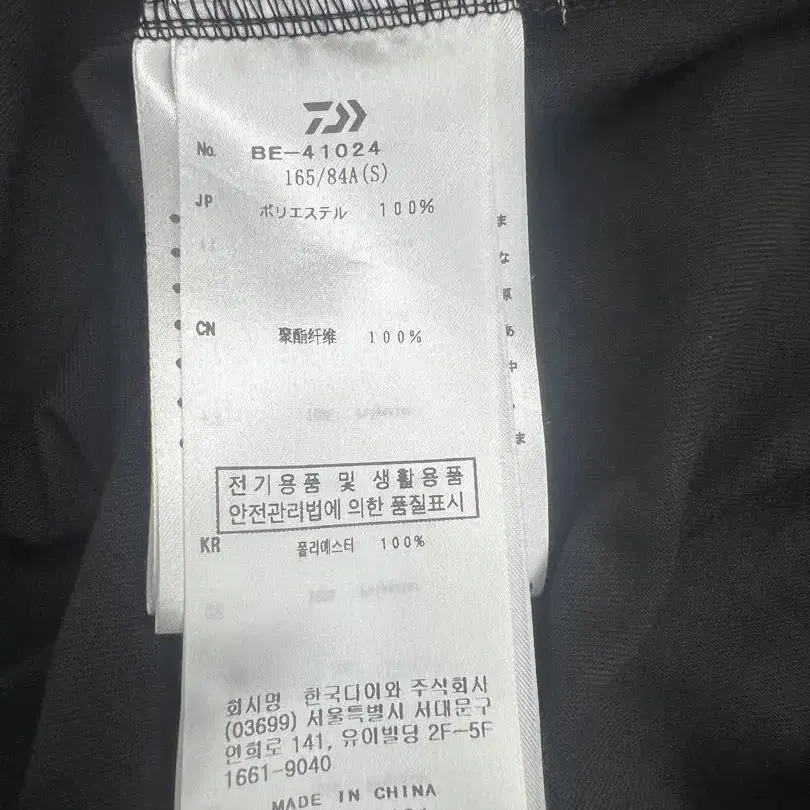 No. BE-41024
165/84A(S)
JP ポリエステル 100%
CN 聚酯纤维 100%
전기용품 및 생활용품
안전관리법에 의한 품질표시
KR 폴리에스터 100%
회사명 한국다이와 주식회사
(03699) 서울특별시 서대문구
연희로 141, 유이빌딩 2F-5F
1661-9040
MADE IN CHINA